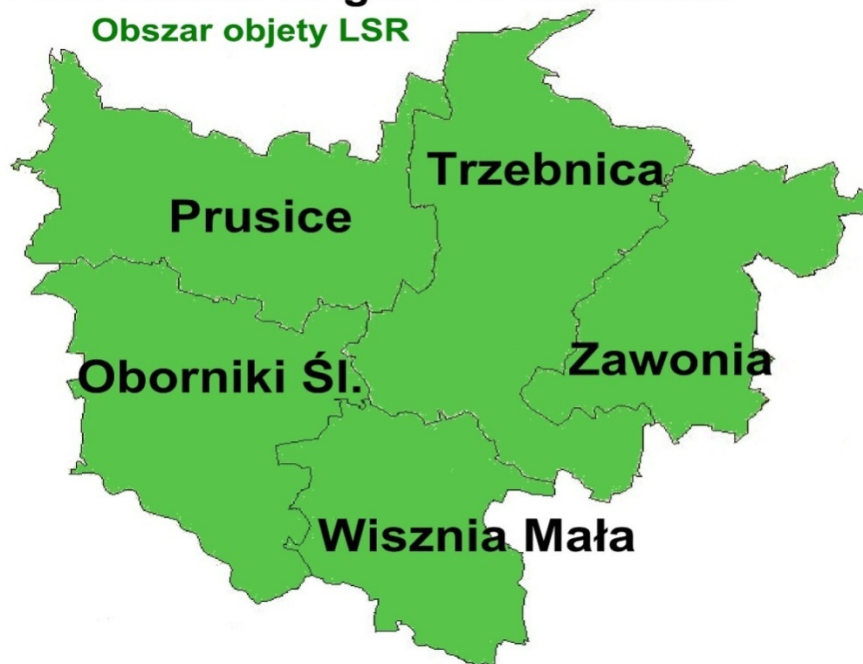 Obszar objety LSR
Trzebnica
Prusice
Zawonia
Oborniki Śl.
Wisznia Mała